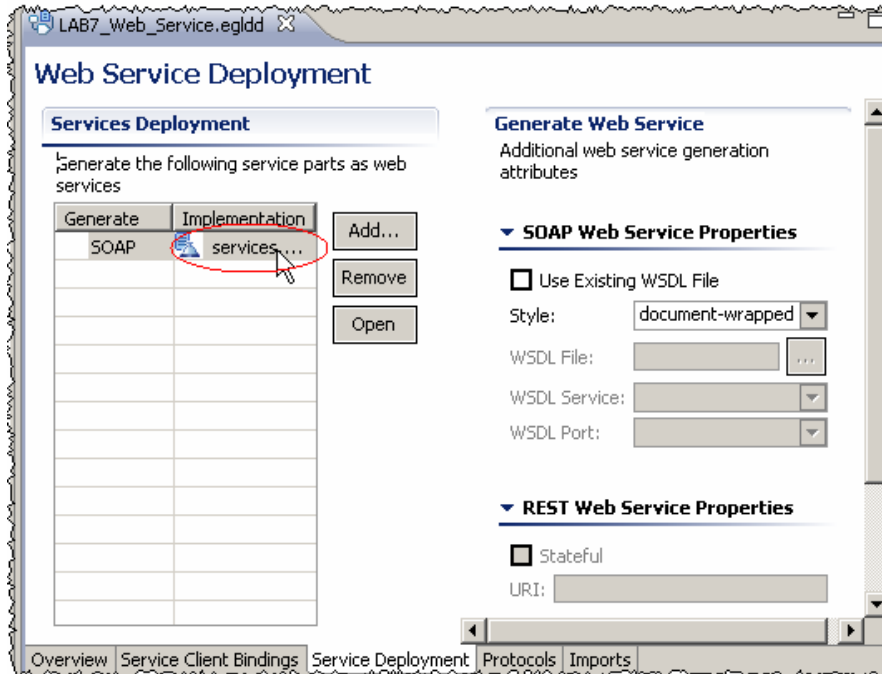 LAB7_Web_Service.egldd
Web Service Deployment
Services Deployment
Generate the following service parts as web
services
Generate Implementation
SOAP services....
Add...
Remove
Open
Generate Web Service
Additional web service generation
attributes
SOAP Web Service Properties
Use Existing WSDL File
Style: document-wrapped
WSDL File: ...
WSDL Service:
WSDL Port:
REST Web Service Properties
Stateful
URI:
Overview Service Client Bindings Service Deployment Protocols Imports